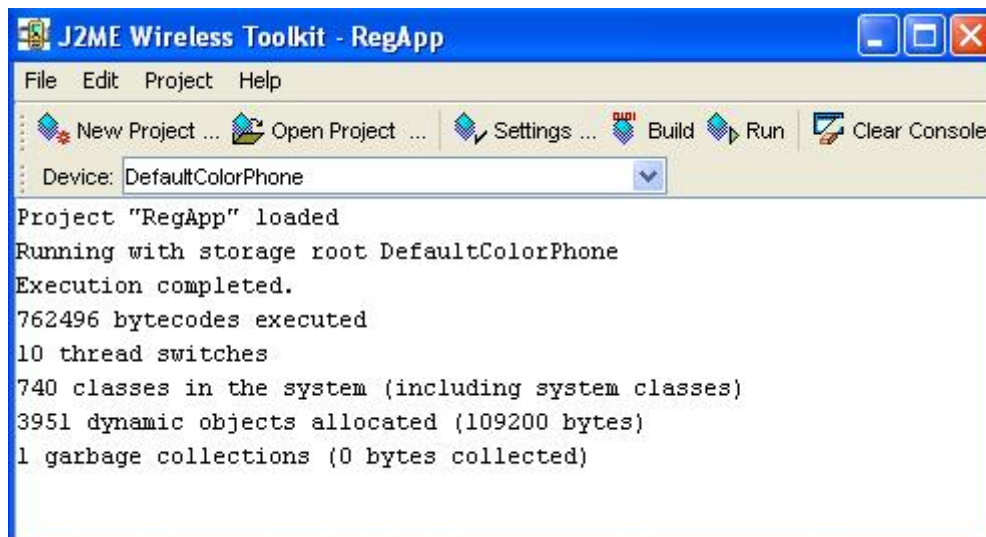 J2ME Wireless Toolkit - RegApp
File Edit Project Help
New Project ... Open Project ... Settings ... Build Run Clear Console
Device: DefaultColorPhone
Project "RegApp" loaded
Running with storage root DefaultColorPhone
Execution completed.
762496 bytecodes executed
10 thread switches
740 classes in the system (including system classes)
3951 dynamic objects allocated (109200 bytes)
1 garbage collections (0 bytes collected)